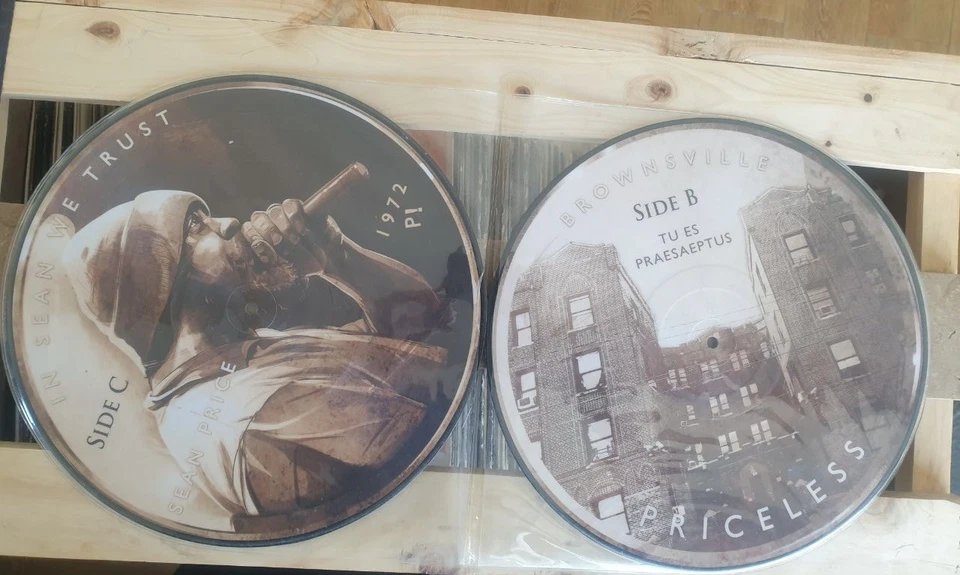 IN SEAN WE TRUST
1972
P!
SIDE C
SEAN PRICE
BROWNSVILLE
SIDE B
TU ES
PRAESAEPTUS
PRICELESS